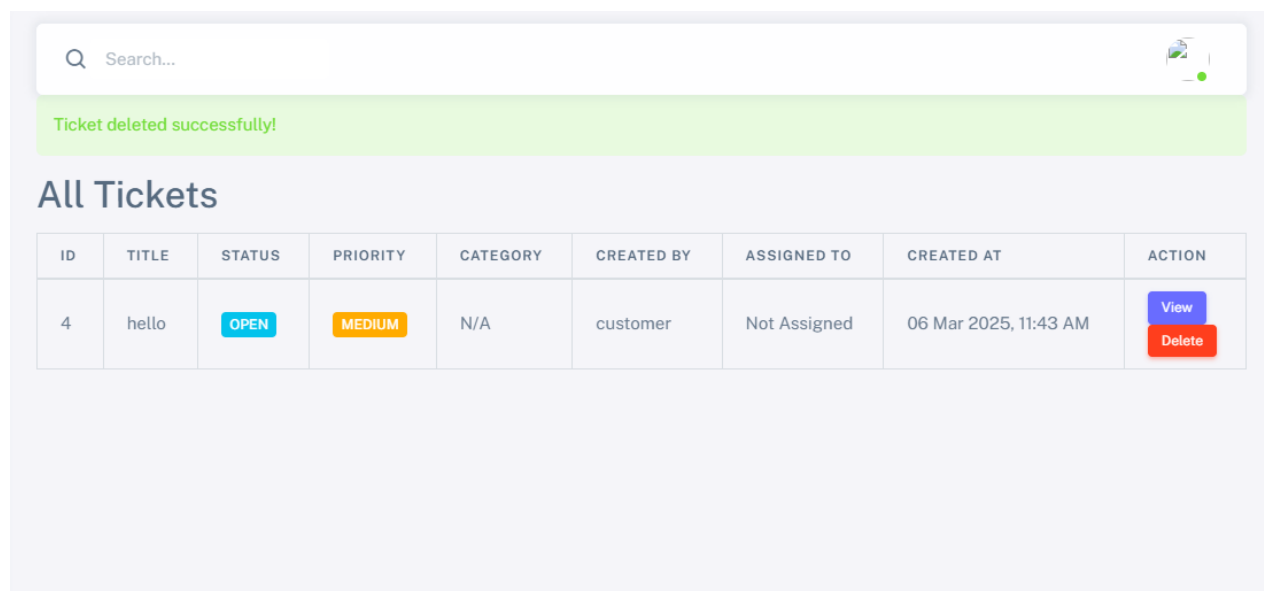 Search...
Ticket deleted successfully!
All Tickets
ID TITLE STATUS PRIORITY CATEGORY CREATED BY ASSIGNED TO CREATED AT ACTION
4 hello OPEN MEDIUM N/A customer Not Assigned 06 Mar 2025, 11:43 AM View
Delete